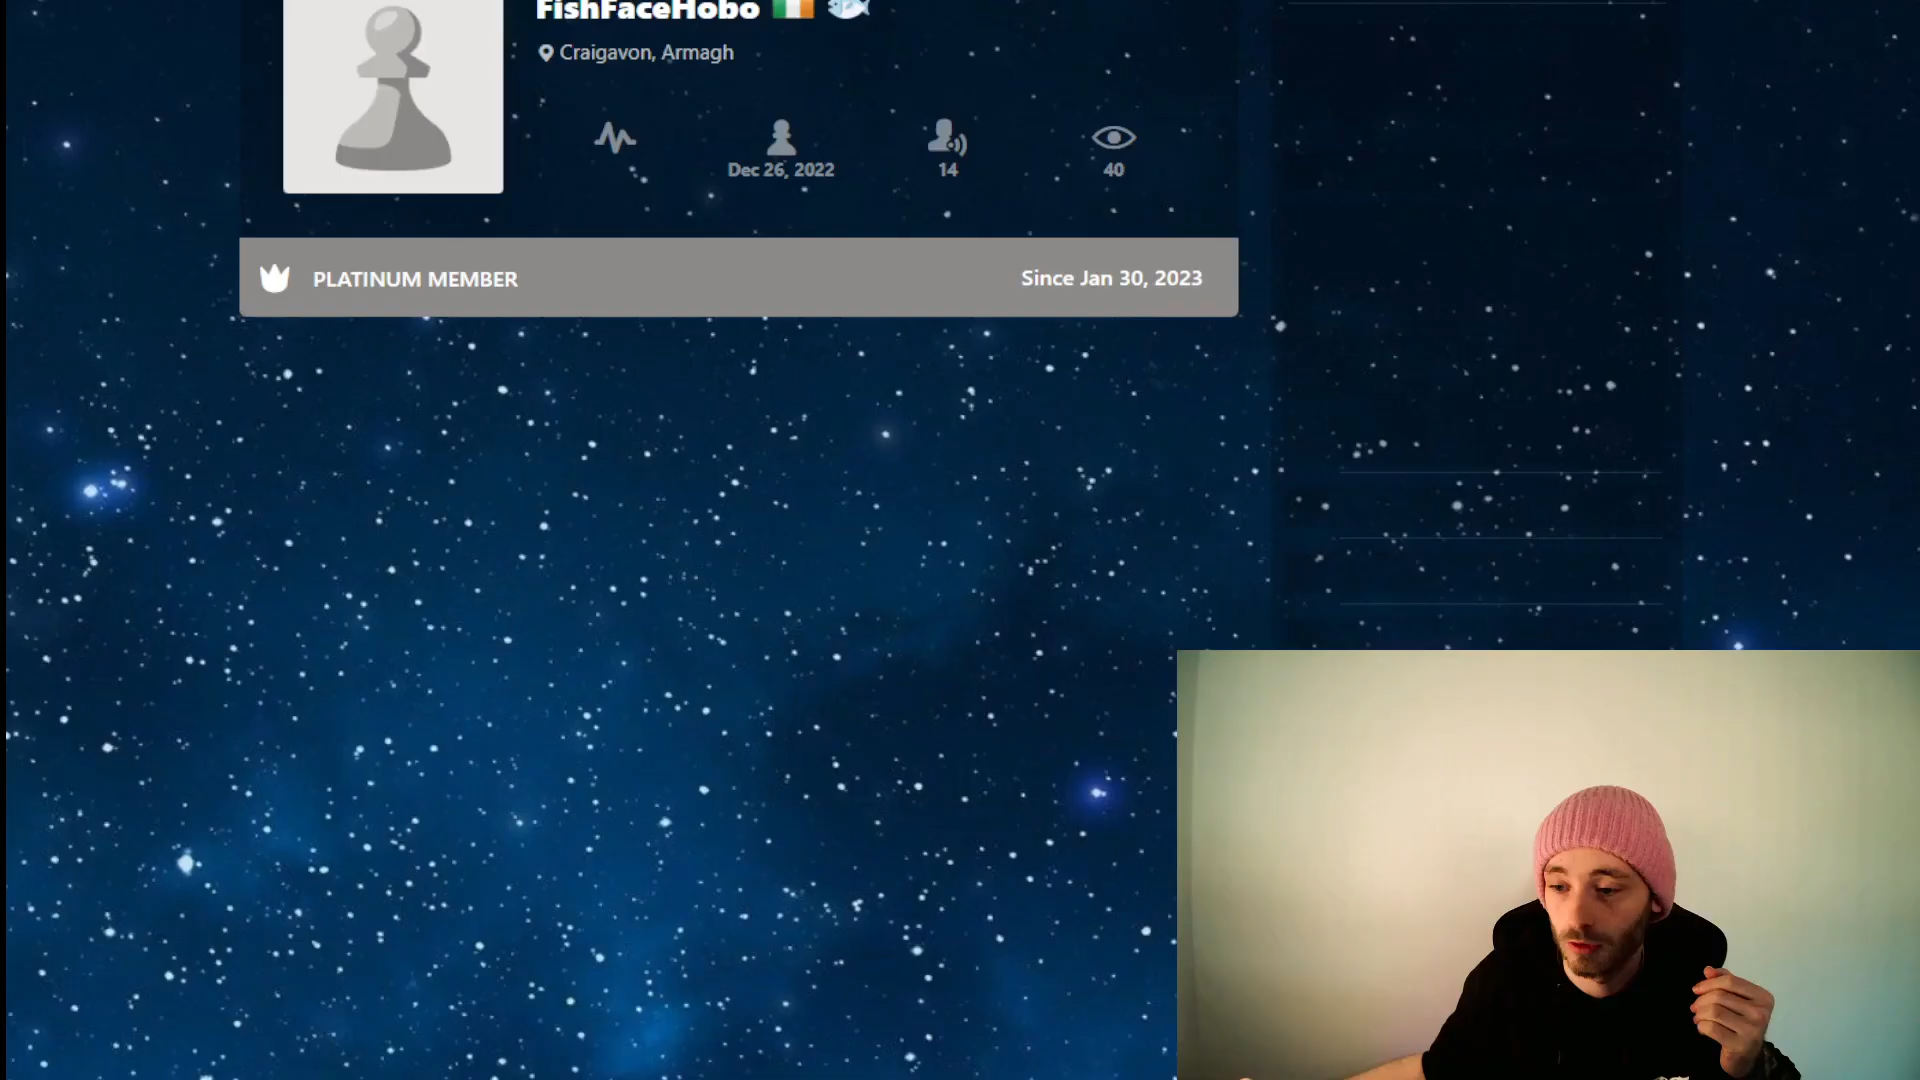 FishFaceHobo
Craigavon, Armagh
Dec 26, 2022
14
40
PLATINUM MEMBER
Since Jan 30, 2023